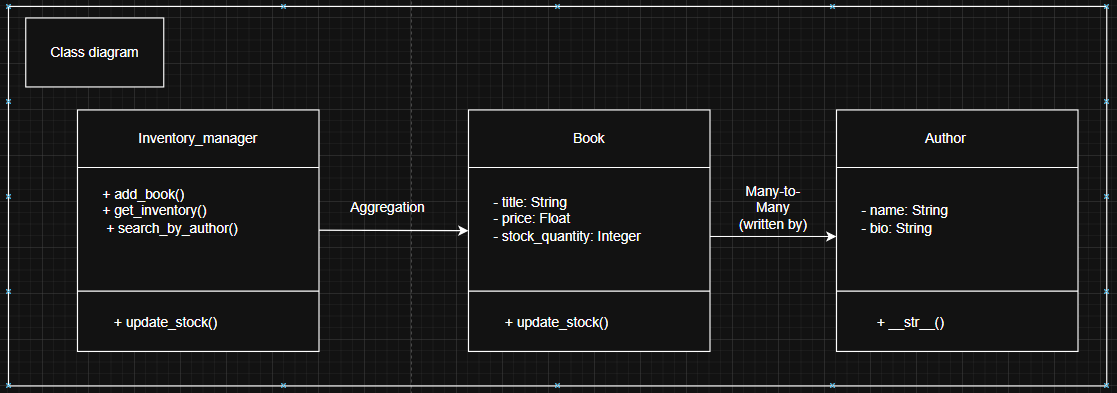 Class diagram
Inventory_manager
+ add_book()
+ get_inventory()
+ search_by_author()
+ update_stock()
Aggregation
Book
- title: String
- price: Float
- stock_quantity: Integer
+ update_stock()
Many-to-
Many
(written by)
Author
- name: String
- bio: String
+ __str__()